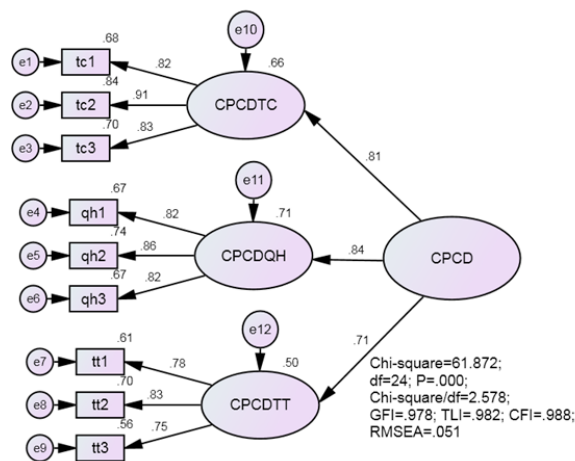 e10
.68
.66
e1
tc1
.82
.84
e2
tc2
.91
CPCDTC
.70
e3
tc3
.83
.81
e11
.67
.71
e4
qh1
.82
.74
e5
qh2
.86
CPCDQH
.84
CPCD
.67
e6
qh3
.82
e12
.71
.61
.50
e7
tt1
.78
.70
e8
tt2
.83
CPCDTT
.56
e9
tt3
.75
Chi-square=61.872;
df=24; P=.000;
Chi-square/df=2.578;
GFI=.978; TLI=.982; CFI=.988;
RMSEA=.051